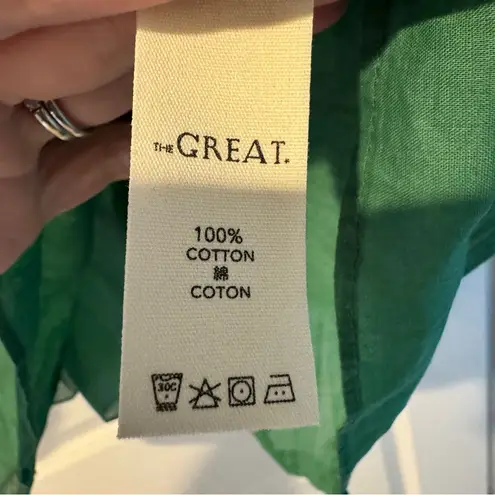 THE GREAT.
100%
COTTON
綿
COTON
30C